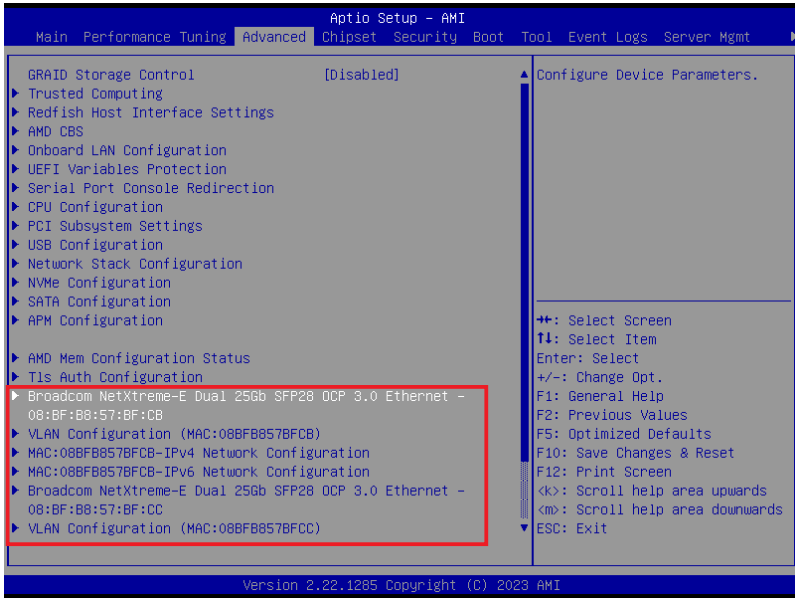 Aptio Setup - AMI
Main Performance Tuning Advanced Chipset Security Boot Tool Event Logs Server Mgmt
GRAID Storage Control [Disabled]
Trusted Computing
Redfish Host Interface Settings
AMD CBS
Onboard LAN Configuration
UEFI Variables Protection
Serial Port Console Redirection
CPU Configuration
PCI Subsystem Settings
USB Configuration
Network Stack Configuration
NVMe Configuration
SATA Configuration
APM Configuration
AMD Mem Configuration Status
Tls Auth Configuration
Broadcom NetXtreme-E Dual 25Gb SFP28 OCP 3.0 Ethernet -
08:BF:B8:57:BF:CB
VLAN Configuration (MAC:08BFB857BFCB)
MAC:08BFB857BFCB-IPv4 Network Configuration
MAC:08BFB857BFCB-IPv6 Network Configuration
Broadcom NetXtreme-E Dual 25Gb SFP28 OCP 3.0 Ethernet -
08:BF:B8:57:BF:CC
VLAN Configuration (MAC:08BFB857BFCC)
Configure Device Parameters.
→←: Select Screen
↑↓: Select Item
Enter: Select
+/-: Change Opt.
F1: General Help
F2: Previous Values
F5: Optimized Defaults
F10: Save Changes & Reset
F12: Print Screen
<k>: Scroll help area upwards
<m>: Scroll help area downwards
ESC: Exit
Version 2.22.1285 Copyright (C) 2023 AMI